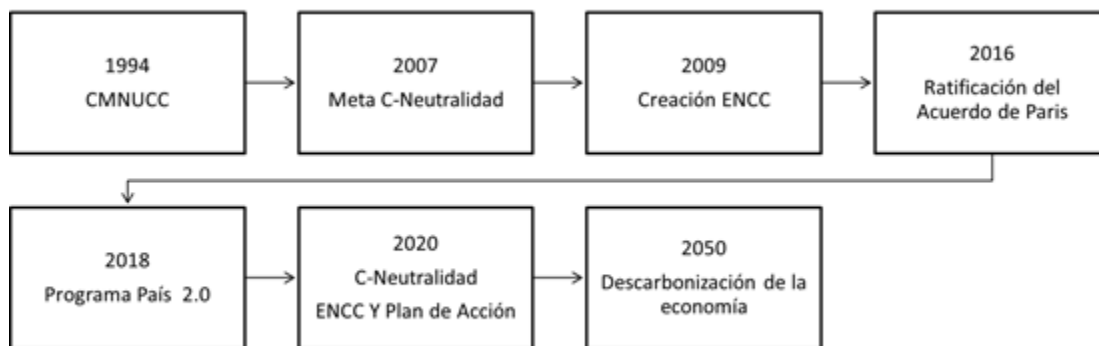 1994
CMNUCC
2007
Meta C-Neutralidad
2009
Creación ENCC
2016
Ratificación del
Acuerdo de Paris
2018
Programa País 2.0
2020
C-Neutralidad
ENCC Y Plan de Acción
2050
Descarbonización de la
economía